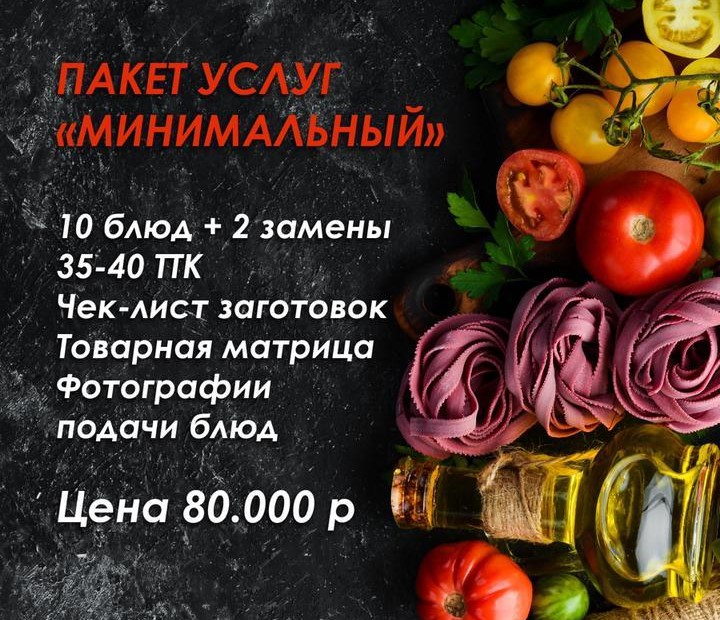 ПАКЕТ УСЛУГ
«МИНИМАЛЬНЫЙ»
10 блюд + 2 замены
35-40 ПК
Чек-лист заготовок
Товарная матрица
Фотографии
подачи блюд
Цена 80.000 р